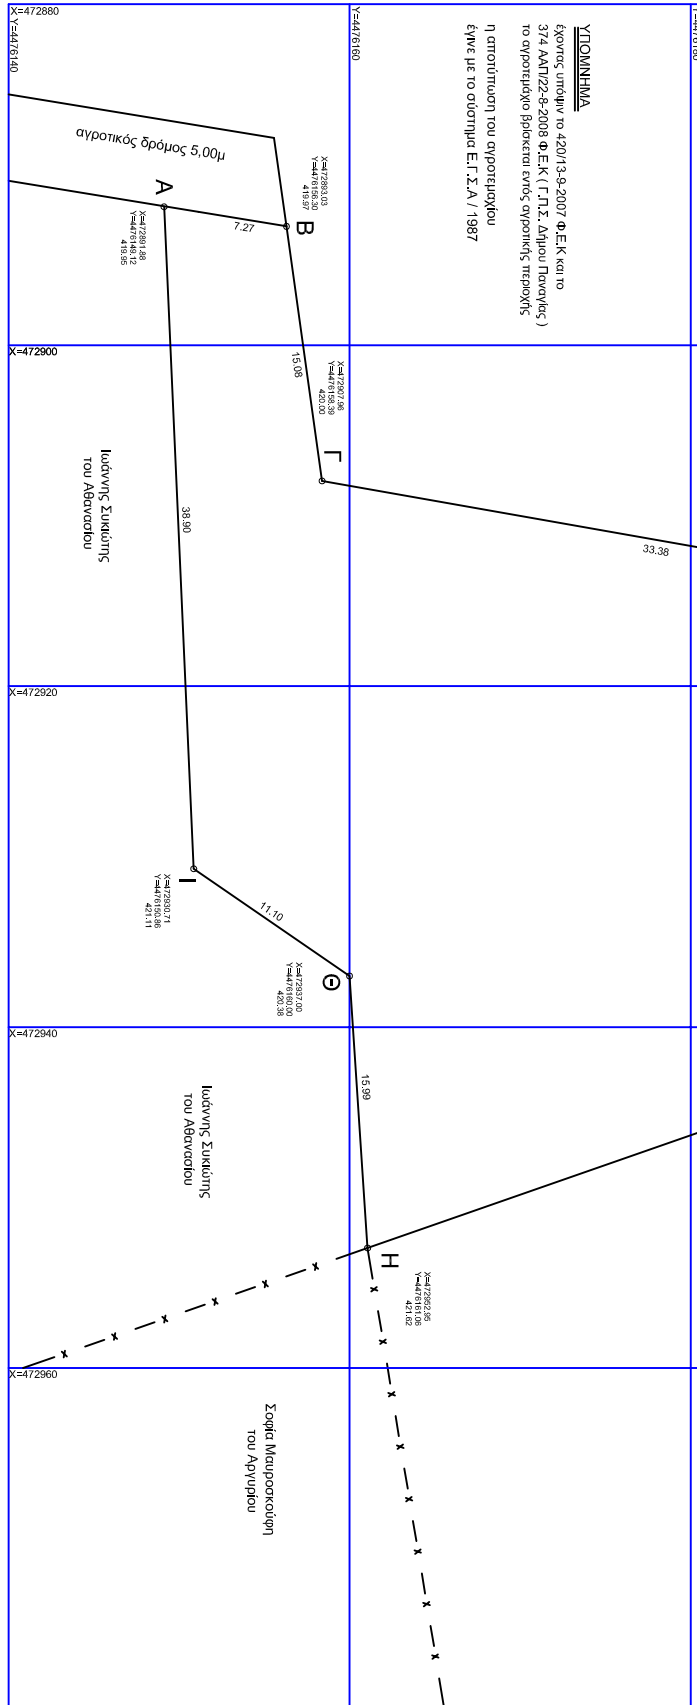 ΥΠΟΜΝΗΜΑ
έχοντας υπόψιν το 420/13-9-2007 Φ.Ε.Κ και το
374 ΑΑΠ/22-8-2008 Φ.Ε.Κ ( Γ.Π.Σ. Δήμου Παναγίας )
το αγροτεμάχιο βρίσκεται εντός αγροτικής περιοχής
η αποτύπωση του αγροτεμαχίου
έγινε με το σύστημα Ε.Γ.Σ.Α / 1987
X=472880
Y=4476140
Y=4476160
αγροτικός δρόμος 5,00μ
X=472893.03
Y=4476156.30
419.97
B
7.27
A
X=472891.88
Y=4476149.12
419.95
X=472900
15.08
X=472907.96
Y=4476158.39
420.00
Γ
33.38
38.90
Ιωάννης Συκιώτης
του Αθανασίου
X=472920
I
X=472930.71
Y=4476150.86
421.11
11.10
Θ
X=472937.00
Y=4476160.00
420.38
X=472940
15.99
Ιωάννης Συκιώτης
του Αθανασίου
H
X=472952.95
Y=4476161.06
421.62
X=472960
Σοφία Μαυροσκούφη
του Αργυρίου